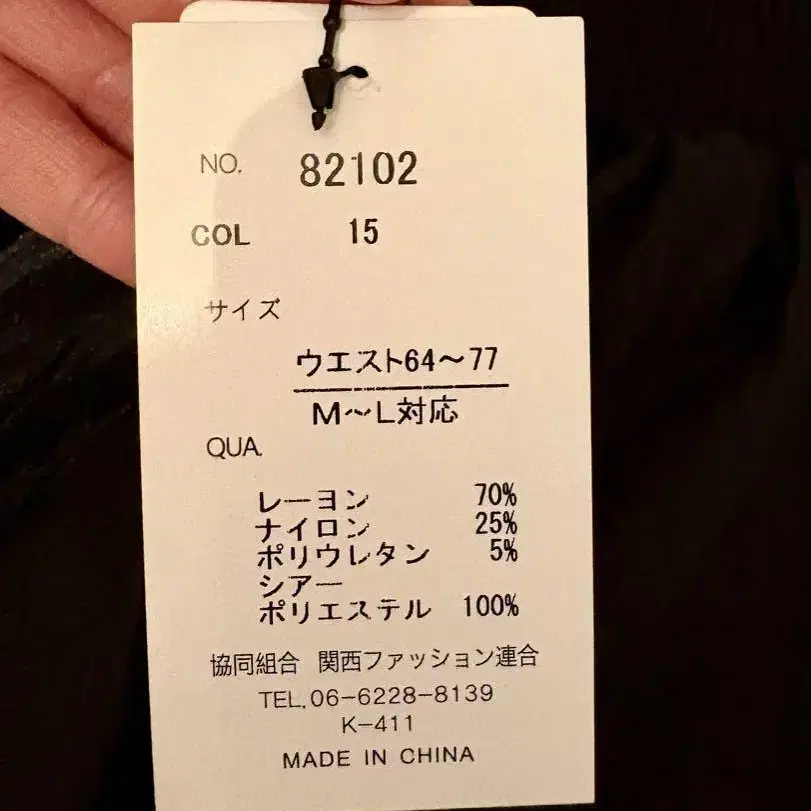 NO. 82102
COL 15
サイズ
ウエスト64〜77
M〜L対応
QUA.
レーヨン 70%
ナイロン 25%
ポリウレタン 5%
シアー
ポリエステル 100%
協同組合 関西ファッション連合
TEL.06-6228-8139
K-411
MADE IN CHINA